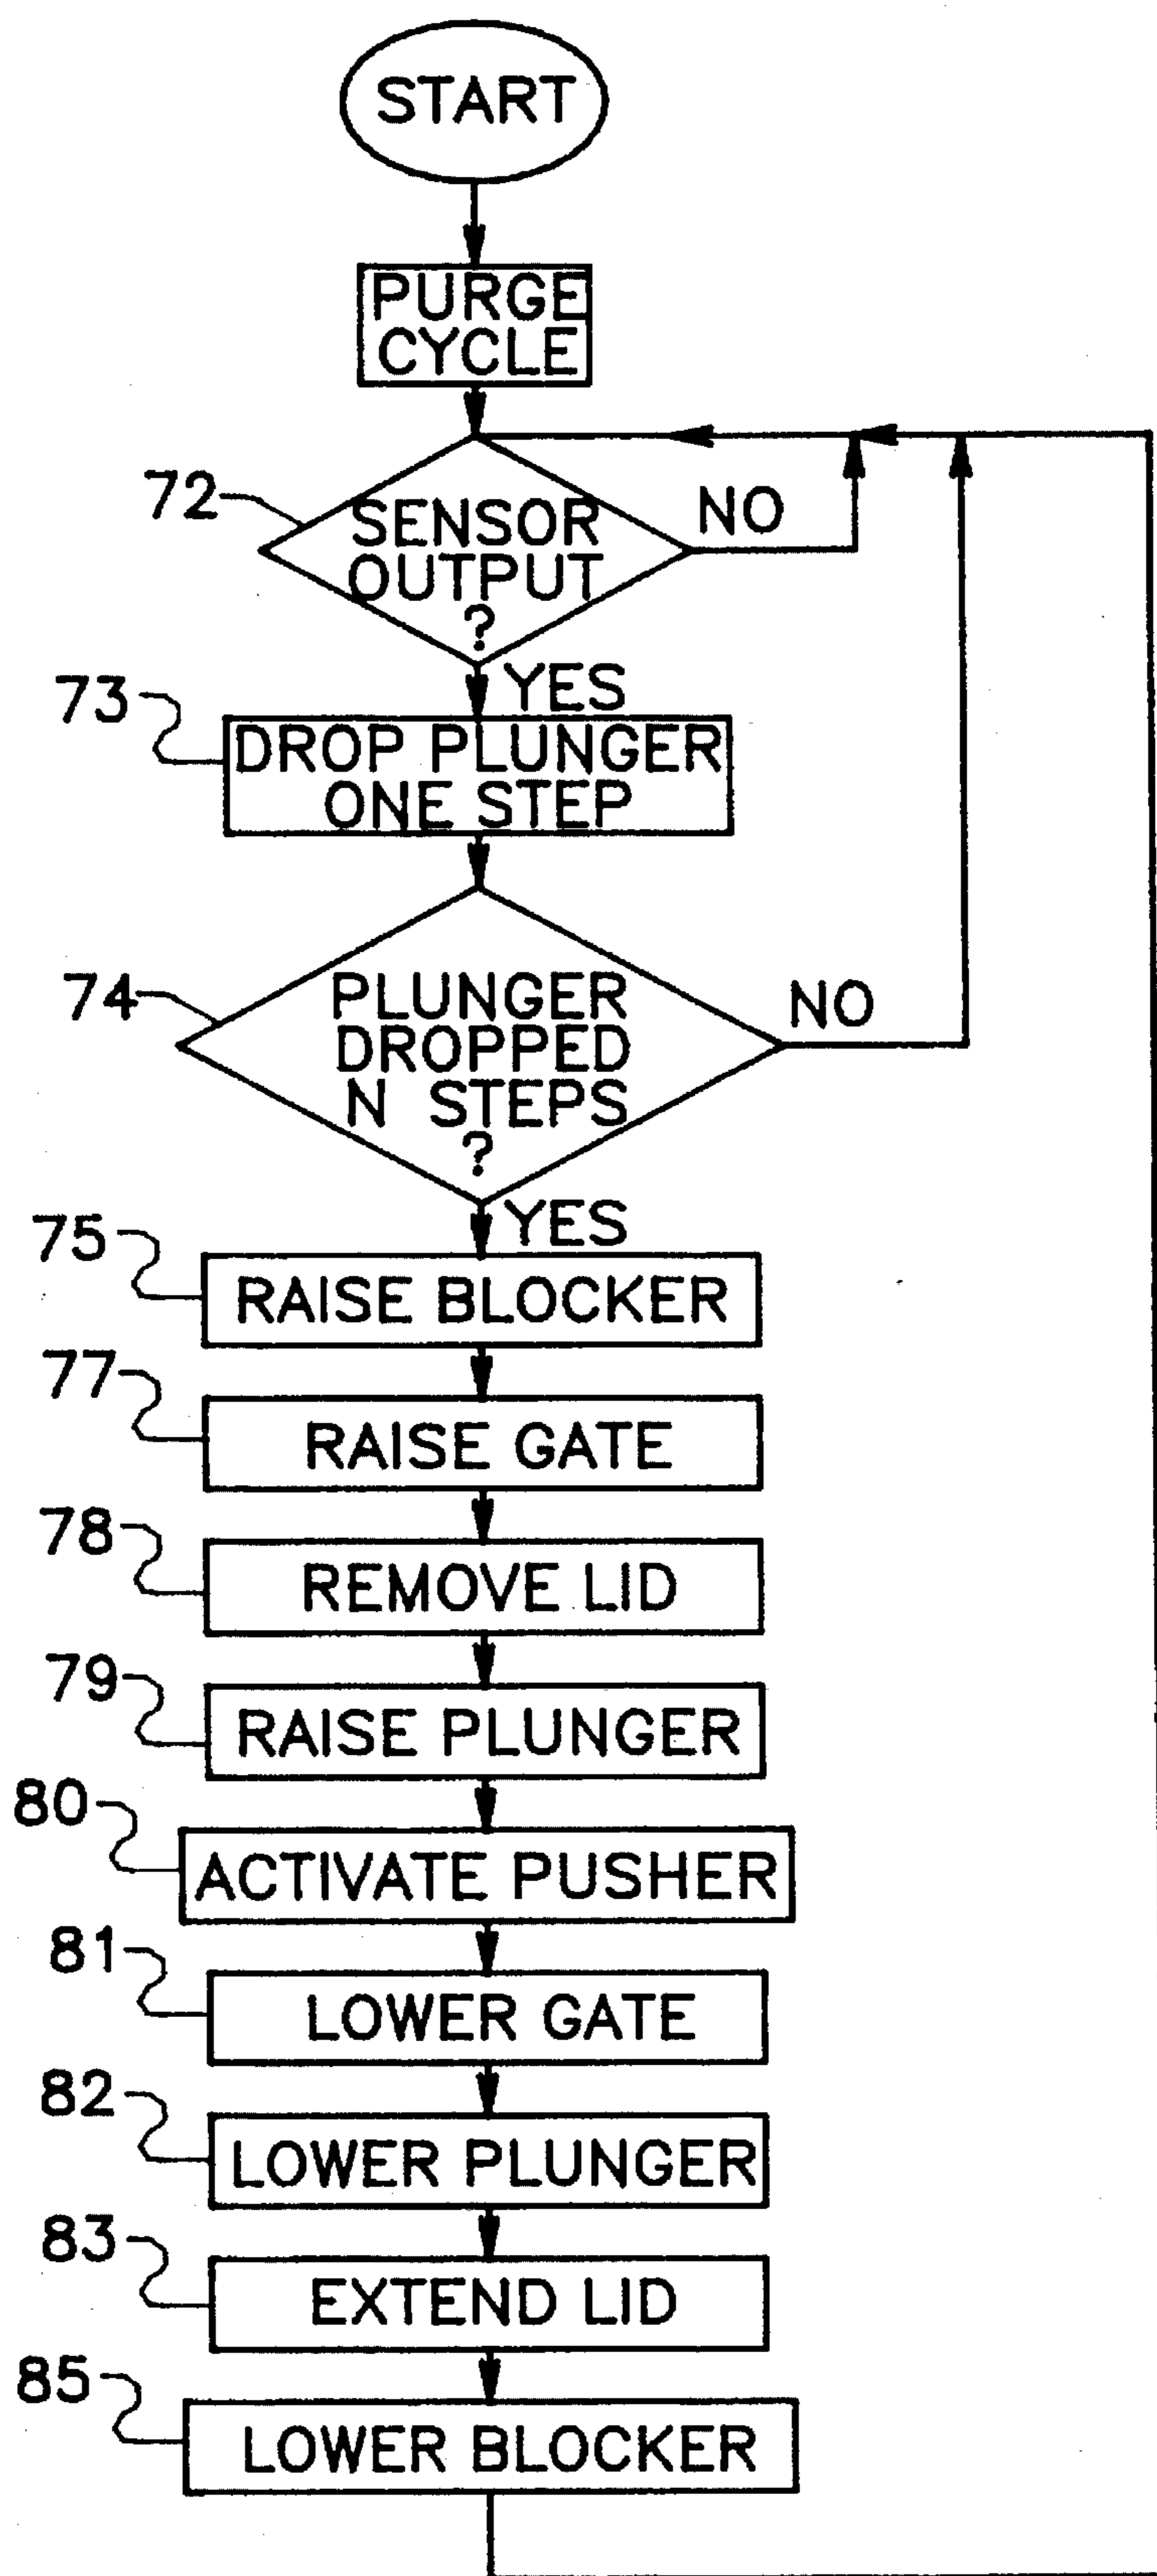 START
PURGE
CYCLE
72
SENSOR
OUTPUT
?
NO
YES
73
DROP PLUNGER
ONE STEP
74
PLUNGER
DROPPED
N STEPS
?
NO
YES
75
RAISE BLOCKER
77
RAISE GATE
78
REMOVE LID
79
RAISE PLUNGER
80
ACTIVATE PUSHER
81
LOWER GATE
82
LOWER PLUNGER
83
EXTEND LID
85
LOWER BLOCKER